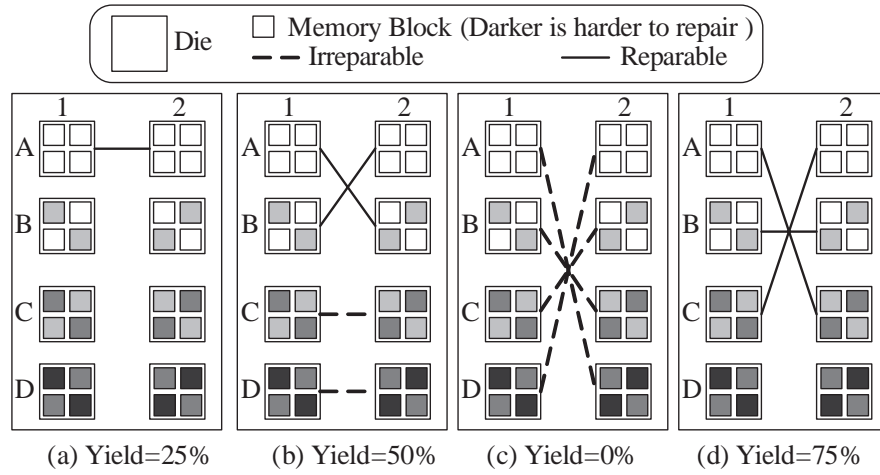 Die
Memory Block (Darker is harder to repair )
Irreparable
Reparable
1 2
A
B
C
D
1 2
A
B
C
D
1 2
A
B
C
D
1 2
A
B
C
D
(a) Yield=25%
(b) Yield=50%
(c) Yield=0%
(d) Yield=75%